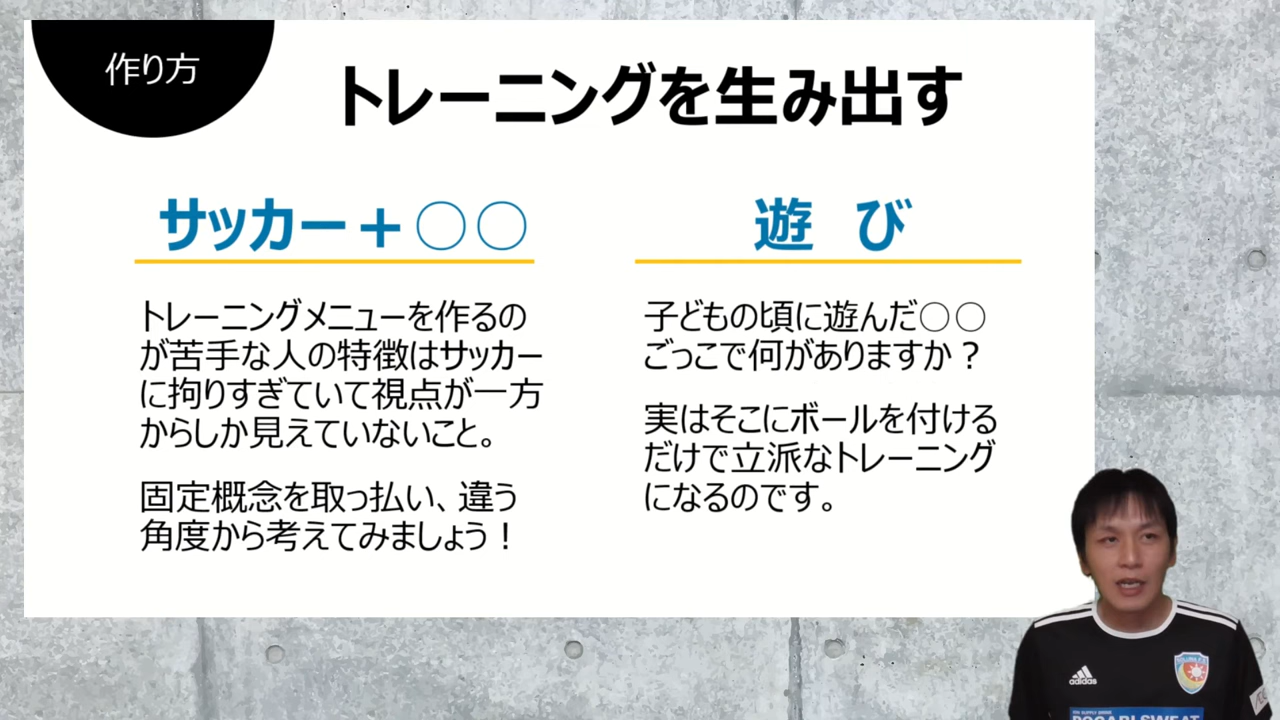 作り方
トレーニングを生み出す
サッカー＋○○
トレーニングメニューを作るの
が苦手な人の特徴はサッカー
に拘りすぎていて視点が一方
からしか見えていないこと。
固定概念を取っ払い、違う
角度から考えてみましょう！
遊 び
子どもの頃に遊んだ○○
ごっこで何がありますか？
実はそこにボールを付ける
だけで立派なトレーニング
になるのです。
adidas